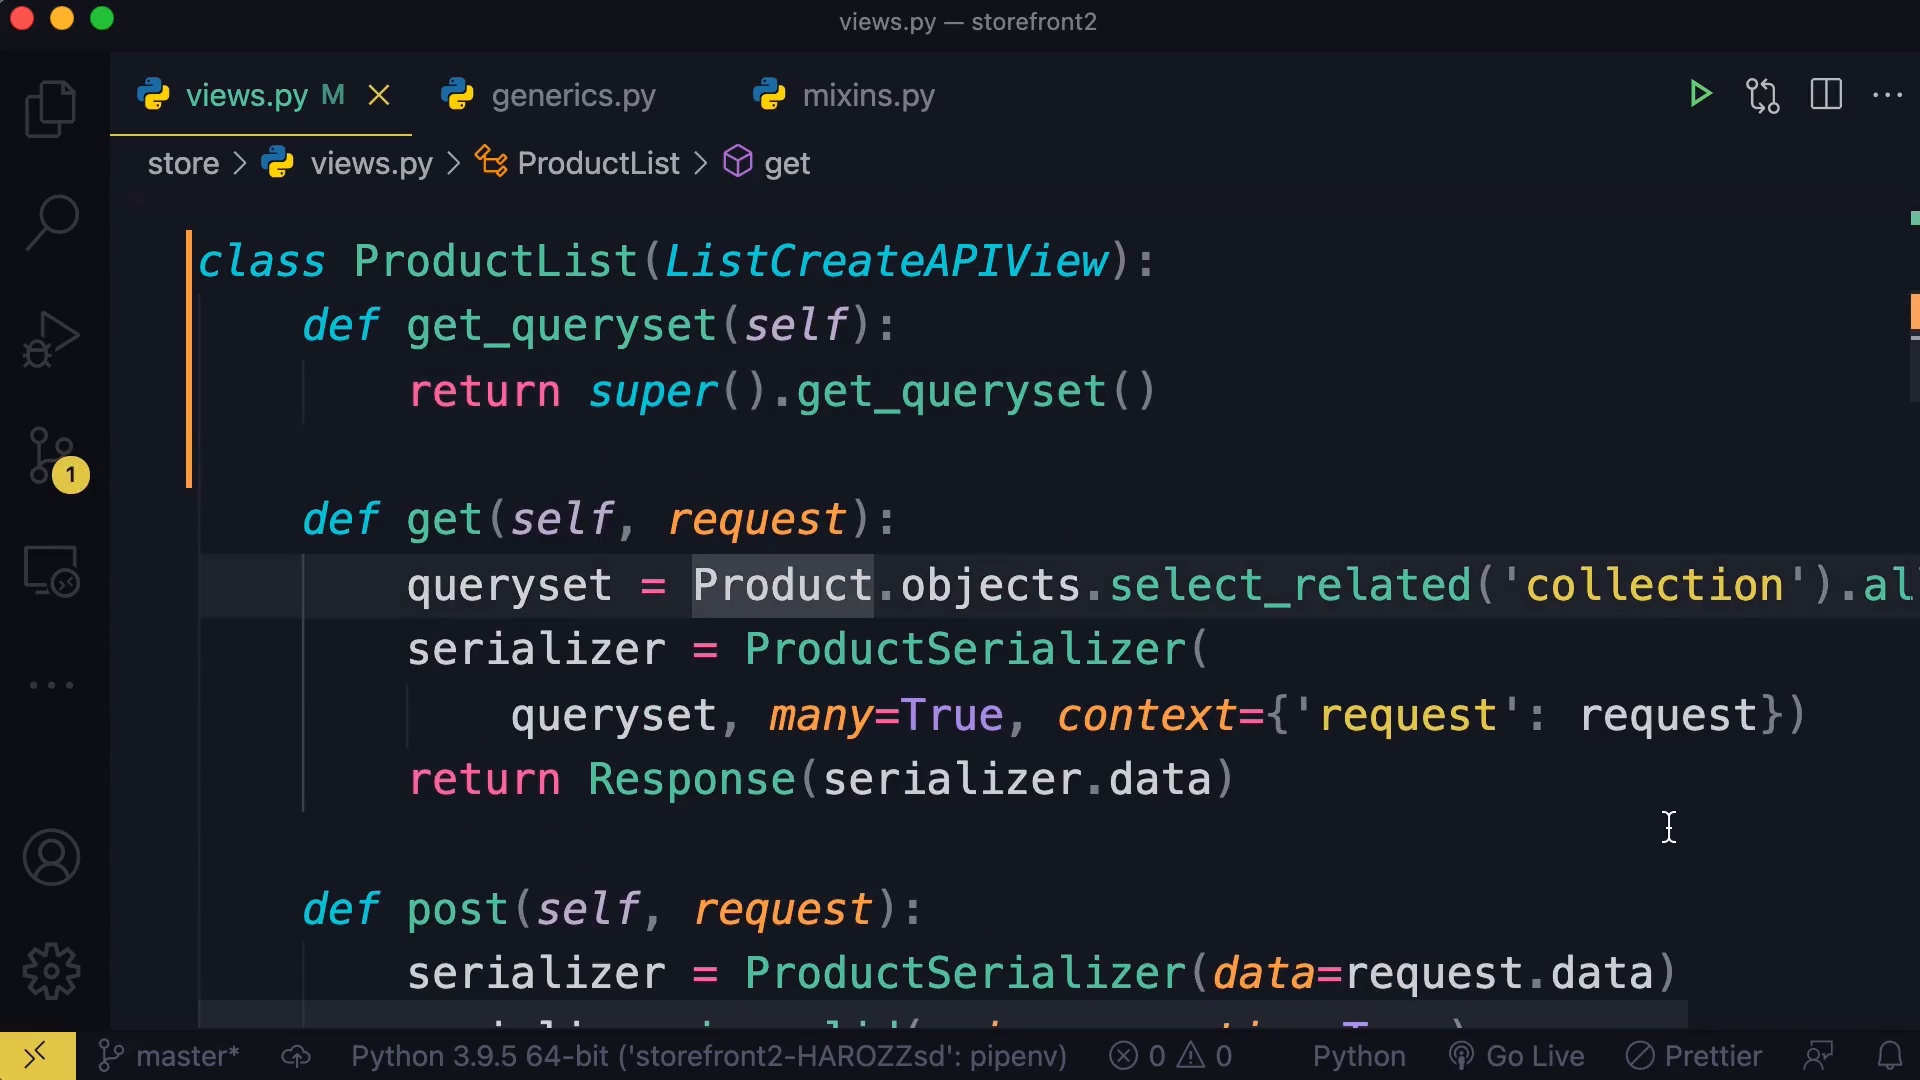 views.py — storefront2
views.py M generics.py mixins.py
store > views.py > ProductList > get
class ProductList(ListCreateAPIView):
def get_queryset(self):
return super().get_queryset()
def get(self, request):
queryset = Product.objects.select_related('collection').al
serializer = ProductSerializer(
queryset, many=True, context={'request': request})
return Response(serializer.data)
def post(self, request):
serializer = ProductSerializer(data=request.data)
1
master* Python 3.9.5 64-bit ('storefront2-HAROZZsd': pipenv) 0 0 Python Go Live Prettier